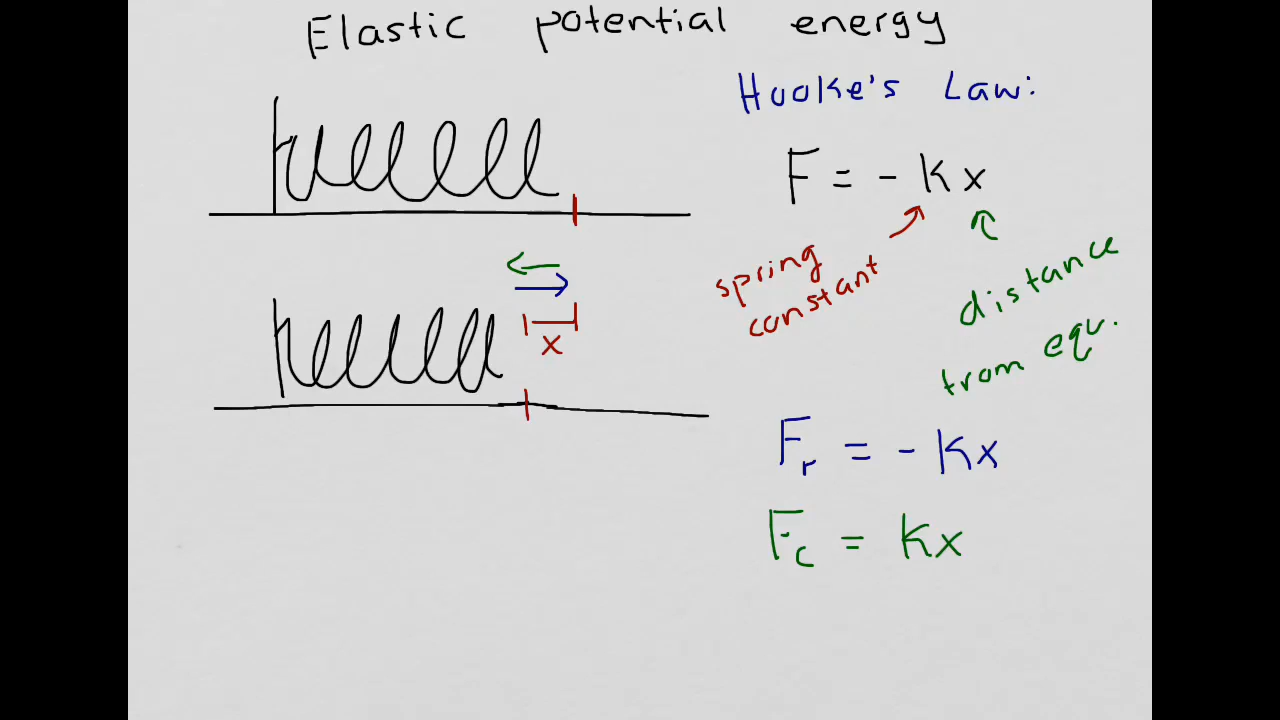 Elastic potential energy
Hooke's Law:
F = - kx
spring
constant
distance
from equ.
x
Fr = - kx
Fc = kx